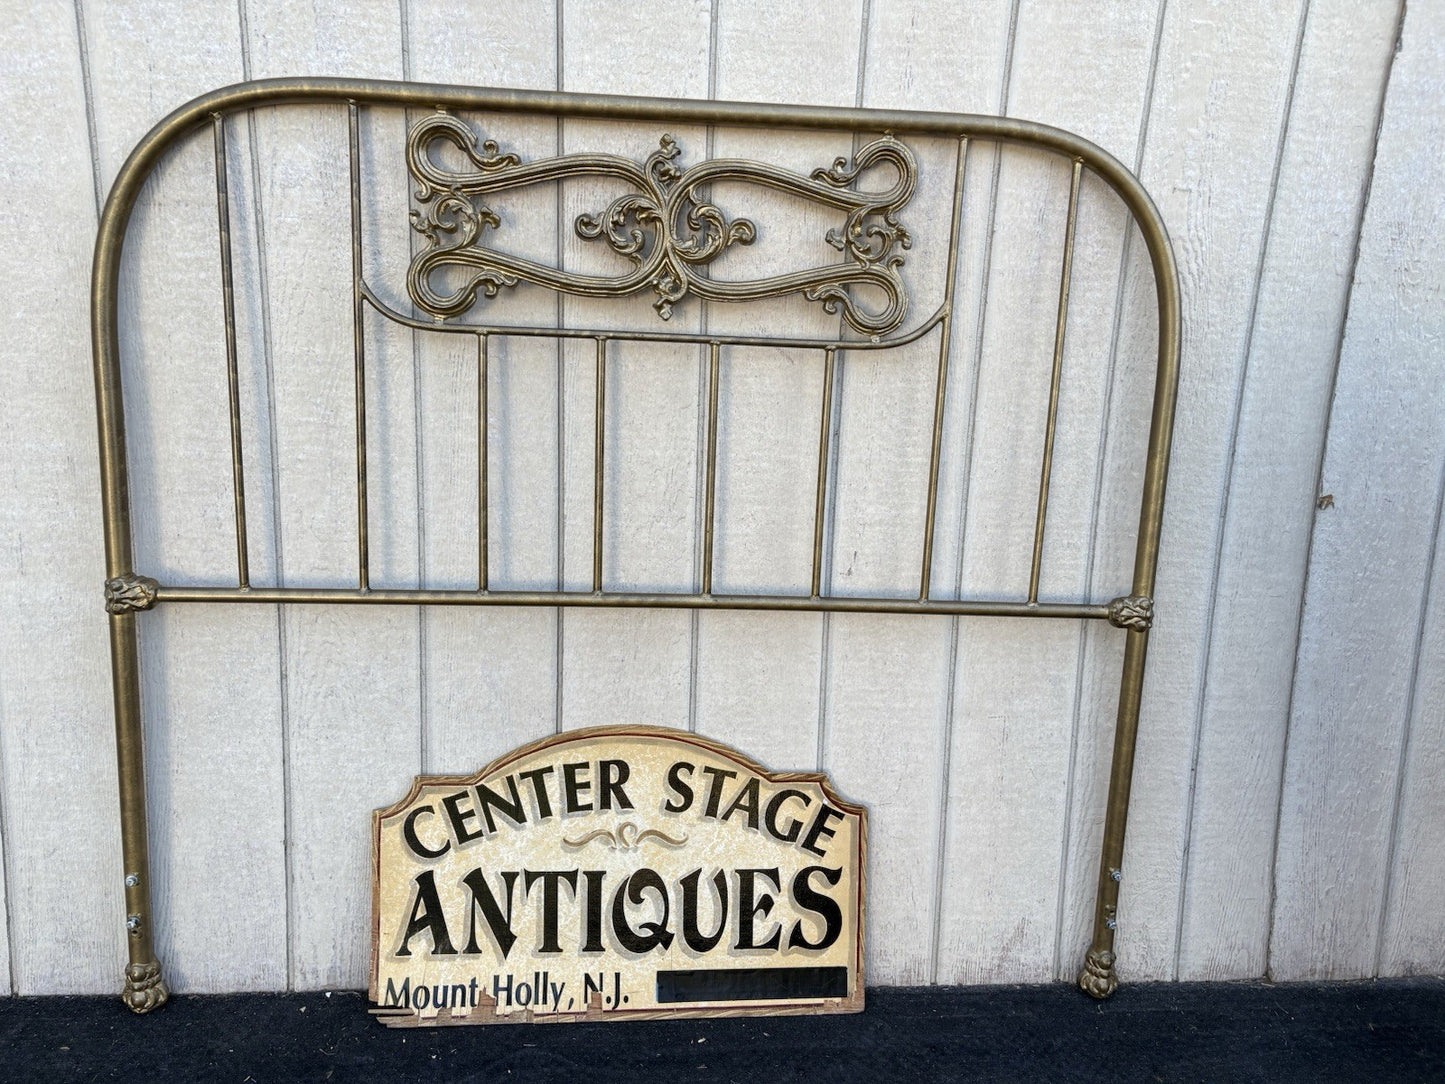 CENTER STAGE
ANTIQUES
Mount Holly, N.J.